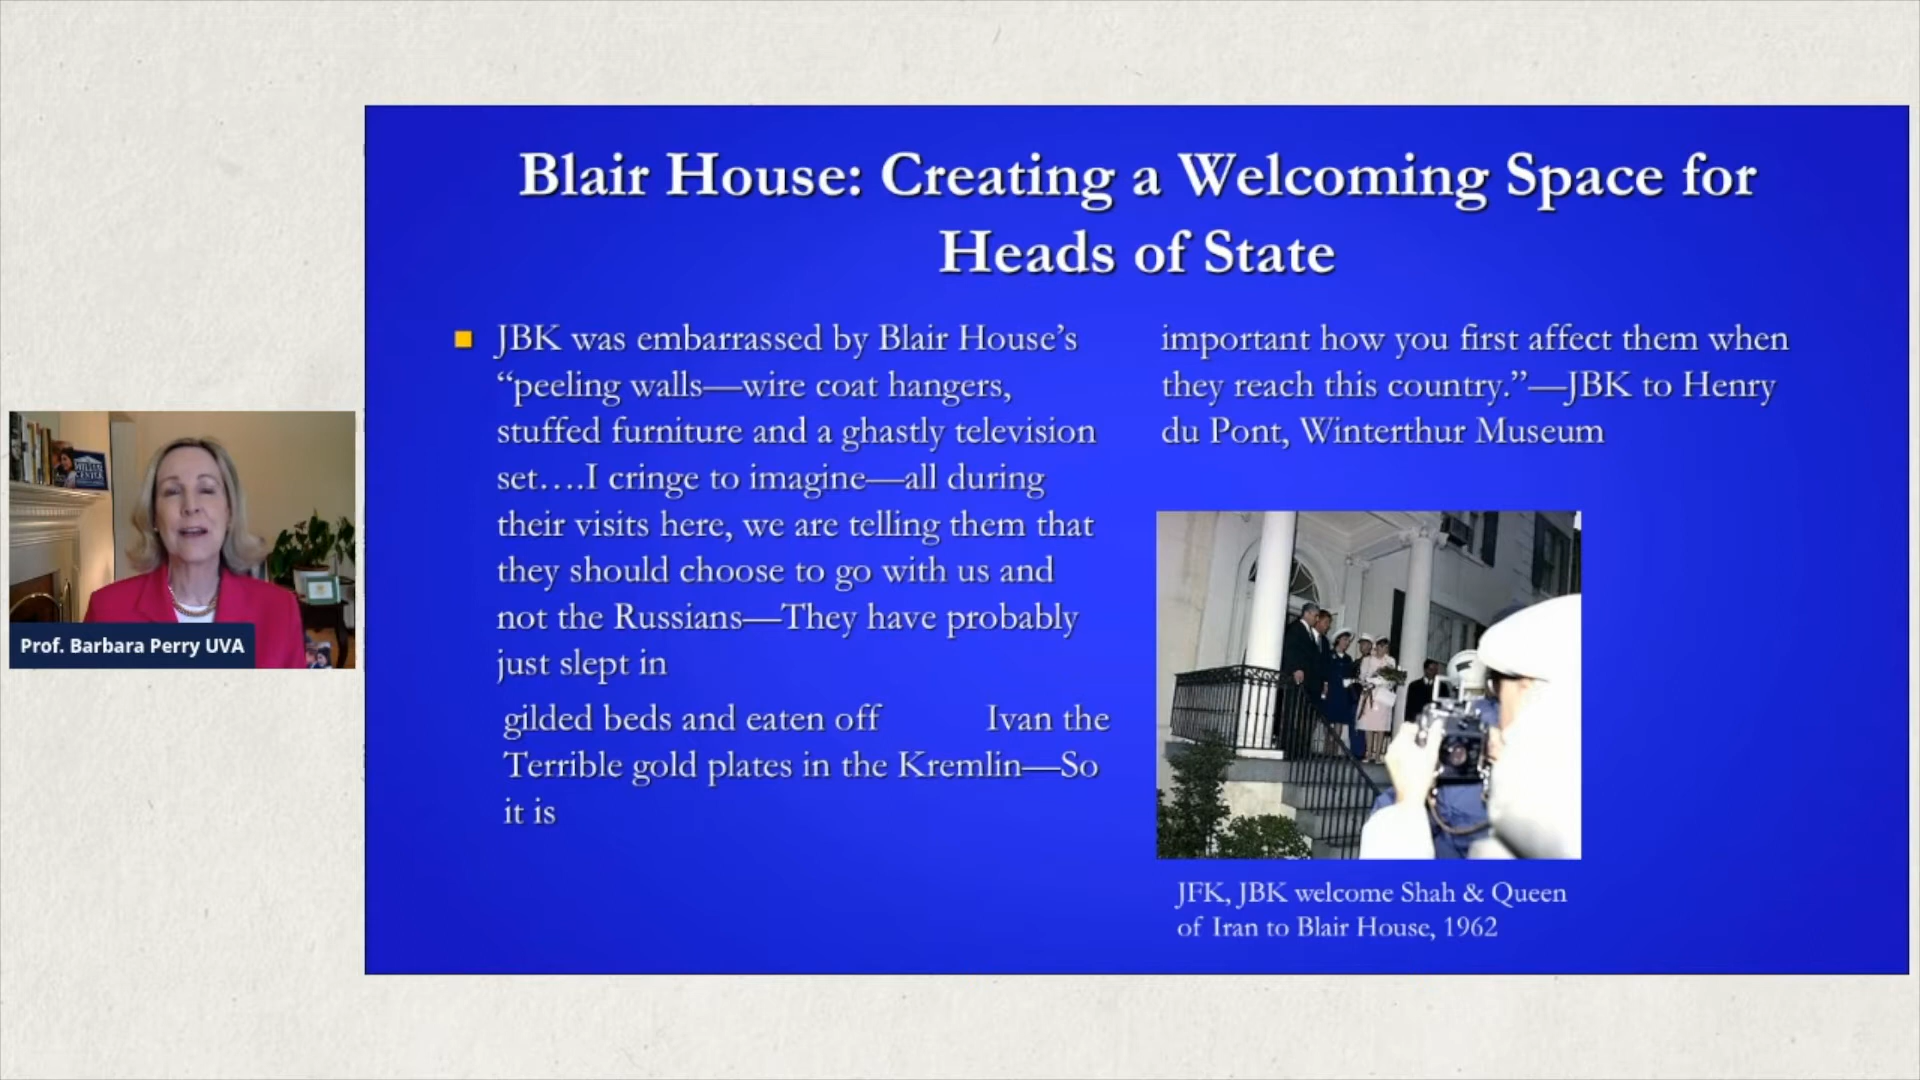 Blair House: Creating a Welcoming Space for
Heads of State
JBK was embarrassed by Blair House’s
“peeling walls—wire coat hangers,
stuffed furniture and a ghastly television
set….I cringe to imagine—all during
their visits here, we are telling them that
they should choose to go with us and
not the Russians—They have probably
just slept in
gilded beds and eaten off Ivan the
Terrible gold plates in the Kremlin—So
it is
important how you first affect them when
they reach this country.”—JBK to Henry
du Pont, Winterthur Museum
JFK, JBK welcome Shah & Queen
of Iran to Blair House, 1962
MILLER
CENTER
Prof. Barbara Perry UVA